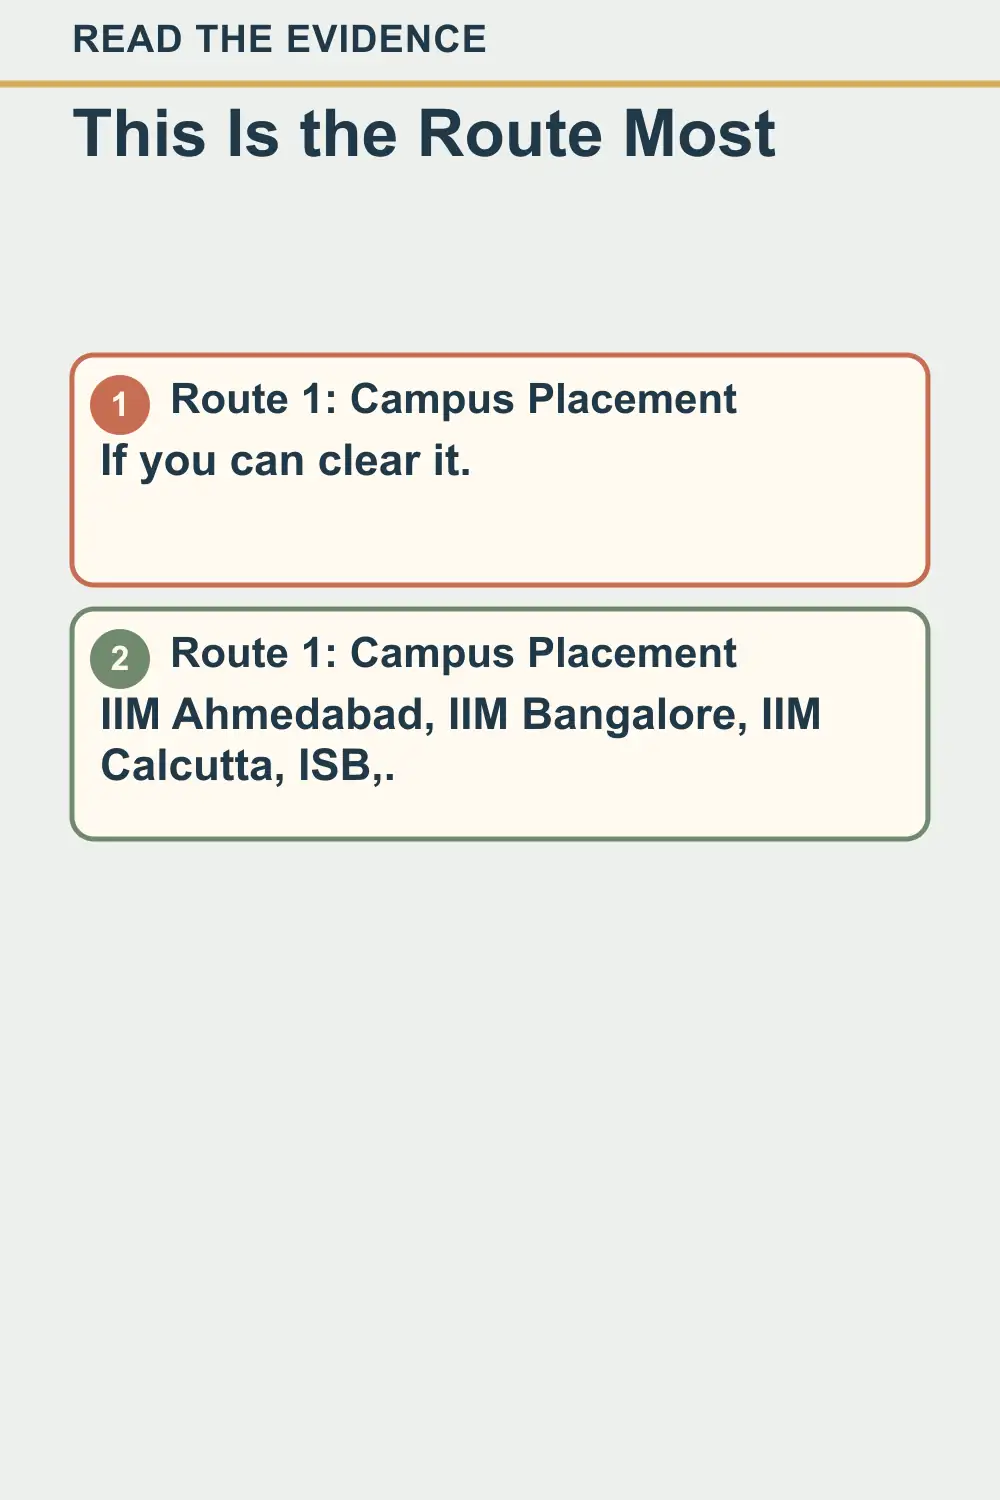 READ THE EVIDENCE
This Is the Route Most
1 Route 1: Campus Placement
If you can clear it.
2 Route 1: Campus Placement
IIM Ahmedabad, IIM Bangalore, IIM
Calcutta, ISB,.